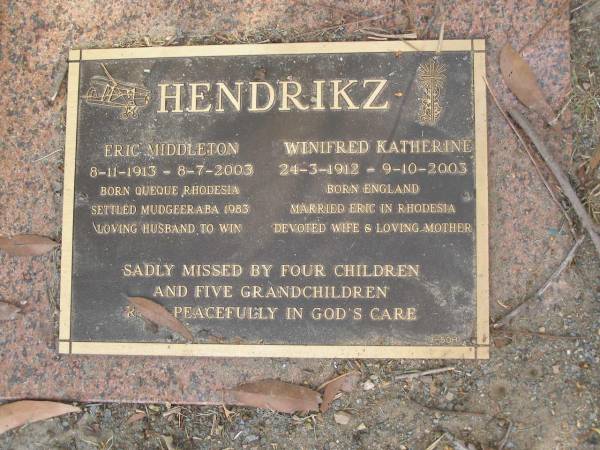 HENDRIKZ
ERIC MIDDLETON
8-11-1913 - 8-7-2003
BORN QUEQUE RHODESIA
SETTLED MUDGEERABA 1983
LOVING HUSBAND TO WIN
WINIFRED KATHERINE
24-3-1912 - 9-10-2003
BORN ENGLAND
MARRIED ERIC IN RHODESIA
DEVOTED WIFE & LOVING MOTHER
SADLY MISSED BY FOUR CHILDREN
AND FIVE GRANDCHILDREN
PEACEFULLY IN GOD'S CARE